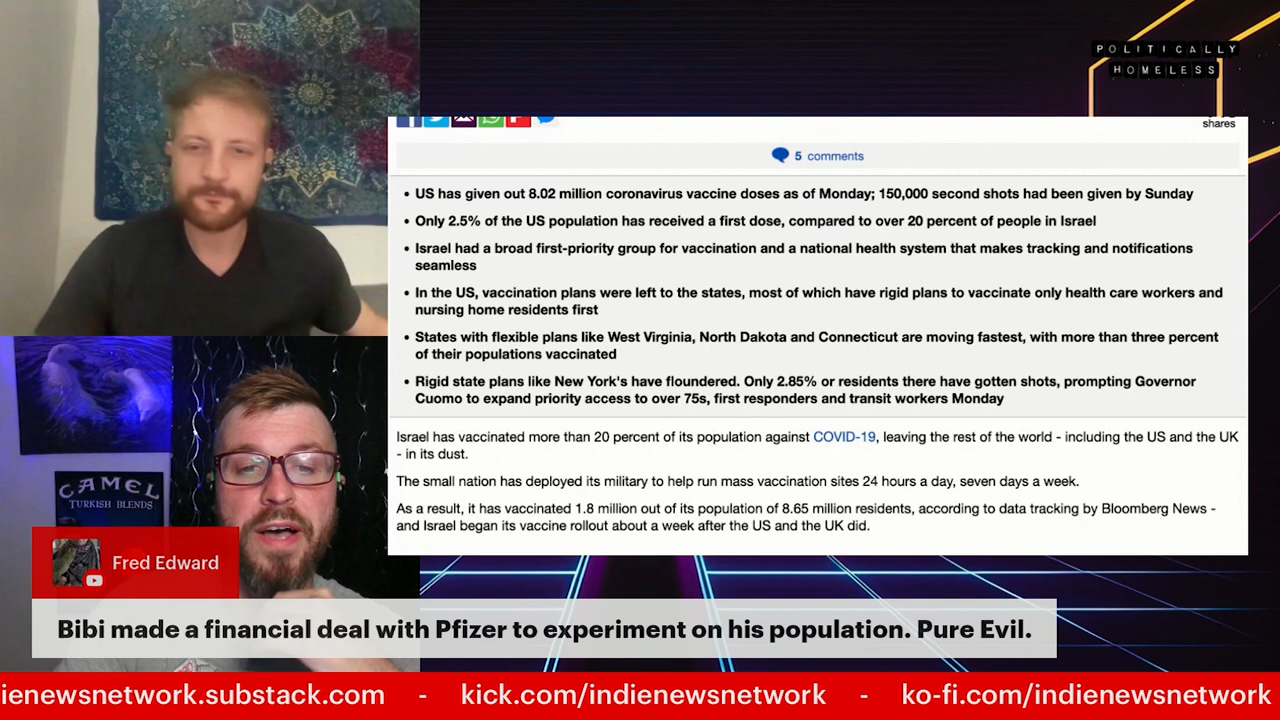 POLITICALLY
HOMELESS
shares
5 comments
• US has given out 8.02 million coronavirus vaccine doses as of Monday; 150,000 second shots had been given by Sunday
• Only 2.5% of the US population has received a first dose, compared to over 20 percent of people in Israel
• Israel had a broad first-priority group for vaccination and a national health system that makes tracking and notifications
seamless
• In the US, vaccination plans were left to the states, most of which have rigid plans to vaccinate only health care workers and
nursing home residents first
• States with flexible plans like West Virginia, North Dakota and Connecticut are moving fastest, with more than three percent
of their populations vaccinated
• Rigid state plans like New York's have floundered. Only 2.85% or residents there have gotten shots, prompting Governor
Cuomo to expand priority access to over 75s, first responders and transit workers Monday
Israel has vaccinated more than 20 percent of its population against COVID-19, leaving the rest of the world - including the US and the UK
- in its dust.
The small nation has deployed its military to help run mass vaccination sites 24 hours a day, seven days a week.
As a result, it has vaccinated 1.8 million out of its population of 8.65 million residents, according to data tracking by Bloomberg News -
and Israel began its vaccine rollout about a week after the US and the UK did.
CAMEL
TURKISH BLENDS
Fred Edward
Bibi made a financial deal with Pfizer to experiment on his population. Pure Evil.
ienewsnetwork.substack.com - kick.com/indienewsnetwork - ko-fi.com/indienewsnetwork